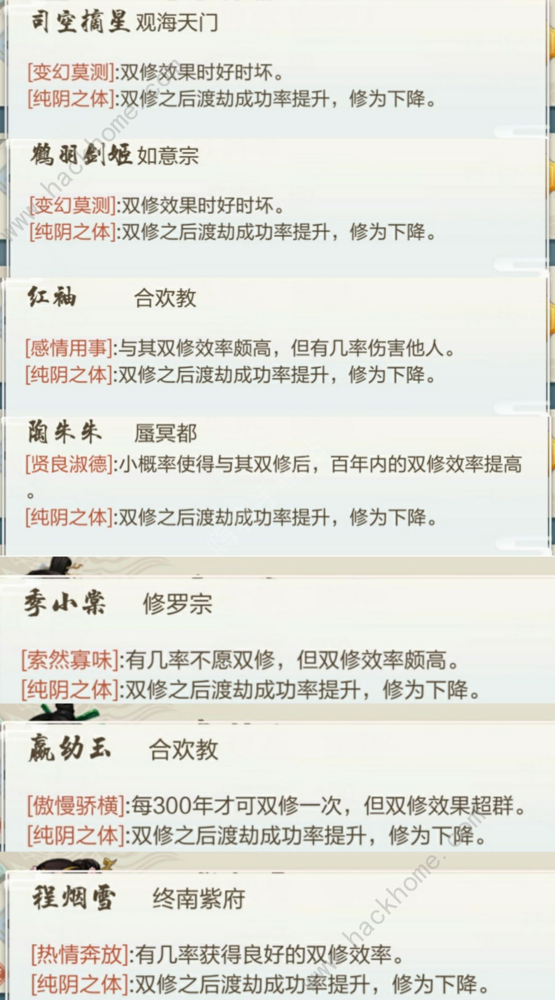 司空摘星 观海天门
[变幻莫测]:双修效果时好时坏。
[纯阴之体]:双修之后渡劫成功率提升，修为下降。
鹤羽剑姬 如意宗
[变幻莫测]:双修效果时好时坏。
[纯阴之体]:双修之后渡劫成功率提升，修为下降。
红袖 合欢教
[感情用事]:与其双修效率颇高，但有几率伤害他人。
[纯阴之体]:双修之后渡劫成功率提升，修为下降。
陶朱朱 蜃冥都
[贤良淑德]:小概率使得与其双修后，百年内的双修效率提高
。
[纯阴之体]:双修之后渡劫成功率提升，修为下降。
季小棠 修罗宗
[索然寡味]:有几率不愿双修，但双修效率颇高。
[纯阴之体]:双修之后渡劫成功率提升，修为下降。
嬴幼玉 合欢教
[傲慢骄横]:每300年才可双修一次，但双修效果超群。
[纯阴之体]:双修之后渡劫成功率提升，修为下降。
程烟雪 终南紫府
[热情奔放]:有几率获得良好的双修效率。
[纯阴之体]:双修之后渡劫成功率提升，修为下降。
www.hackhome.com
www.hackhome.com